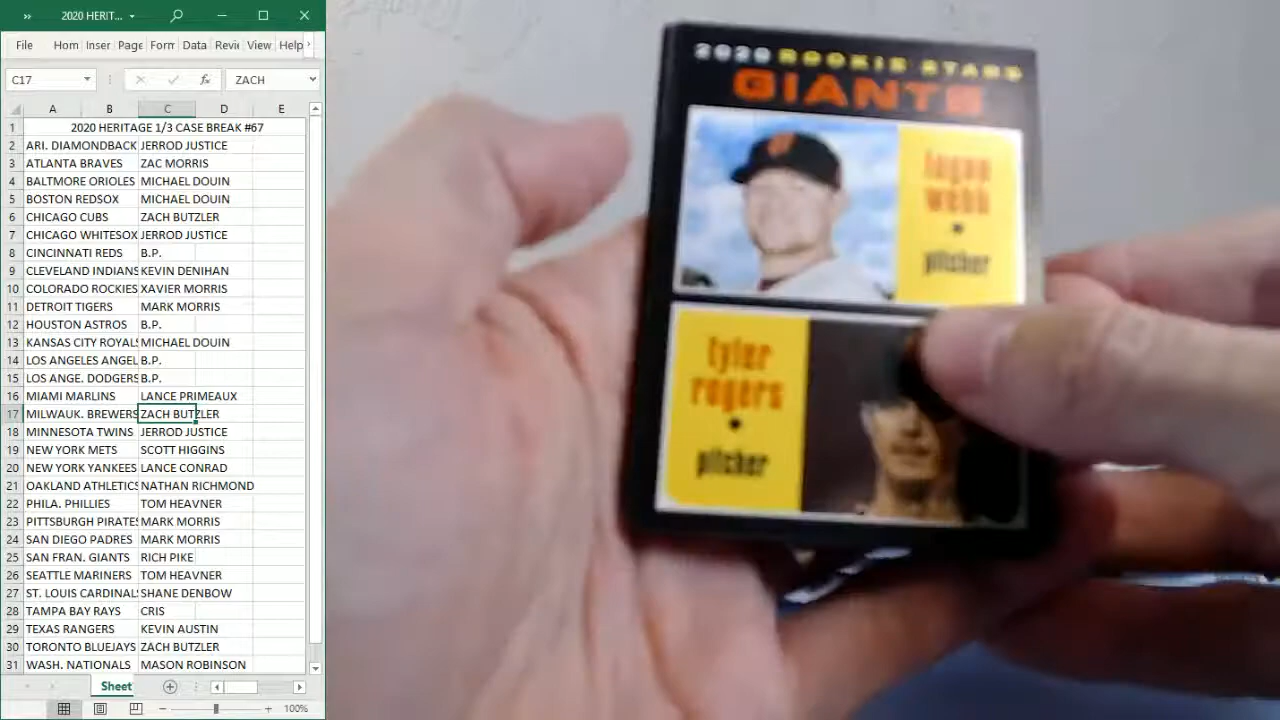 2020 HERIT...
File Hom Inser Page Form Data Revie View Help
C17 fx ZACH
A B C D E
1 2020 HERITAGE 1/3 CASE BREAK #67
2 ARI. DIAMONDBACK JERROD JUSTICE
3 ATLANTA BRAVES ZAC MORRIS
4 BALTMORE ORIOLES MICHAEL DOUIN
5 BOSTON REDSOX MICHAEL DOUIN
6 CHICAGO CUBS ZACH BUTZLER
7 CHICAGO WHITESOX JERROD JUSTICE
8 CINCINNATI REDS B.P.
9 CLEVELAND INDIANS KEVIN DENIHAN
10 COLORADO ROCKIES XAVIER MORRIS
11 DETROIT TIGERS MARK MORRIS
12 HOUSTON ASTROS B.P.
13 KANSAS CITY ROYAL MICHAEL DOUIN
14 LOS ANGELES ANGEL B.P.
15 LOS ANGE. DODGERS B.P.
16 MIAMI MARLINS LANCE PRIMEAUX
17 MILWAUK. BREWERS ZACH BUTZLER
18 MINNESOTA TWINS JERROD JUSTICE
19 NEW YORK METS SCOTT HIGGINS
20 NEW YORK YANKEES LANCE CONRAD
21 OAKLAND ATHLETICS NATHAN RICHMOND
22 PHILA. PHILLIES TOM HEAVNER
23 PITTSBURGH PIRATES MARK MORRIS
24 SAN DIEGO PADRES MARK MORRIS
25 SAN FRAN. GIANTS RICH PIKE
26 SEATTLE MARINERS TOM HEAVNER
27 ST. LOUIS CARDINAL SHANE DENBOW
28 TAMPA BAY RAYS CRIS
29 TEXAS RANGERS KEVIN AUSTIN
30 TORONTO BLUEJAYS ZACH BUTZLER
31 WASH. NATIONALS MASON ROBINSON
Sheet
100%
2020 ROOKIE STARS
GIANTS
logan
webb
•
pitcher
tyler
rogers
•
pitcher